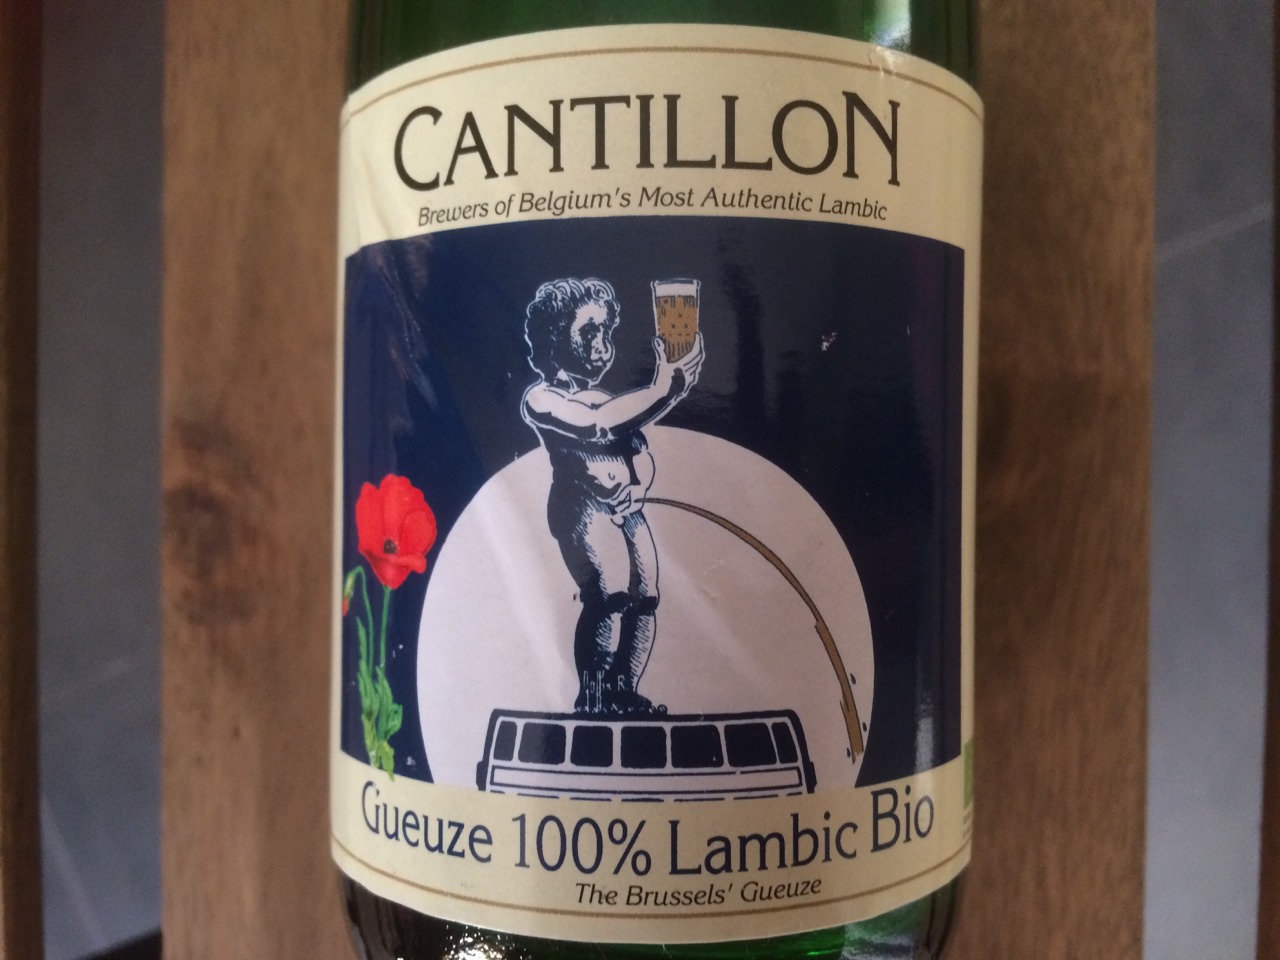 CANTILLON
Brewers of Belgium's Most Authentic Lambic
Gueuze 100% Lambic Bio
The Brussels' Gueuze